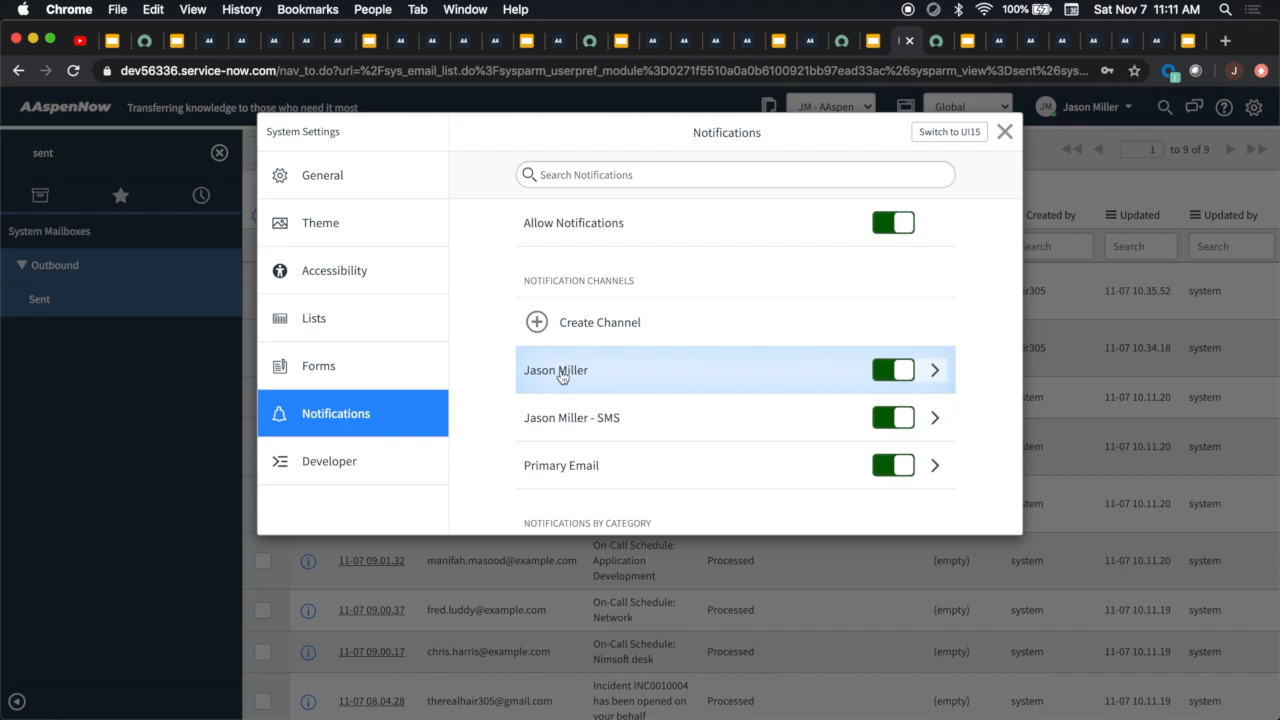 Chrome File Edit View History Bookmarks People Tab Window Help 100% Sat Nov 7 11:11 AM
dev56336.service-now.com/nav_to.do?uri=%2Fsys_email_list.do%3Fsysparm_userpref_module%3D0271f5510a0a0b6100921bb97ead33ac%26sysparm_view%3Dsent%26sys...
AAspenNow Transferring knowledge to those who need it most JM - AAspen Global JM Jason Miller
System Settings Notifications Switch to UI15
sent
1 to 9 of 9
General Search Notifications
Theme Allow Notifications
Created by Updated Updated by
System Mailboxes
Search Search
Outbound
Accessibility
NOTIFICATION CHANNELS
Sent
11-07 10.35.52 system
Lists Create Channel
11-07 10.34.18 system
Forms Jason Miller
11-07 10.11.20 system
Notifications Jason Miller - SMS
11-07 10.11.20 system
Developer Primary Email
11-07 10.11.20 system
NOTIFICATIONS BY CATEGORY
11-07 09.01.32 manifah.masood@example.com On-Call Schedule: Processed (empty) system 11-07 10.11.20 system
Application
Development
11-07 09.00.37 fred.luddy@example.com On-Call Schedule: Processed (empty) system 11-07 10.11.19 system
Network
11-07 09.00.17 chris.harris@example.com On-Call Schedule: Processed (empty) system 11-07 10.11.19 system
Nimsoft desk
11-07 08.04.28 therealhair305@gmail.com Incident INC0010004 Processed (empty) system 11-07 10.11.19 system
has been opened on
your behalf